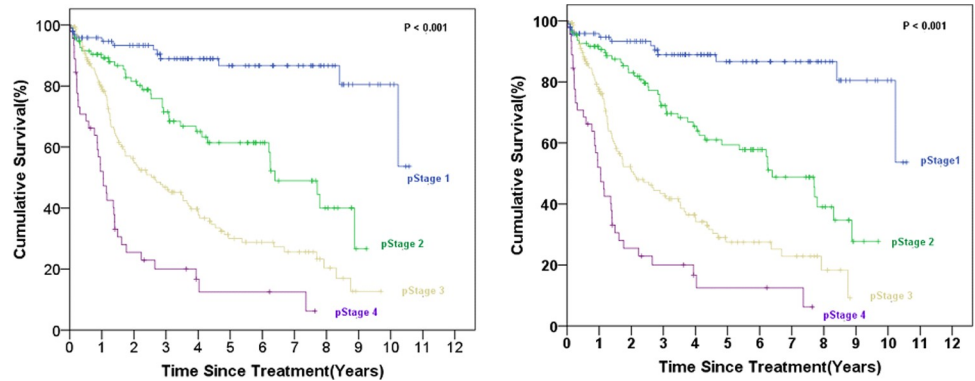 P < 0.001
P < 0.001
100
80
60
40
20
0
100
80
60
40
20
0
Cumulative Survival(%)
Cumulative Survival(%)
pStage 1
pStage 2
pStage 3
pStage 4
pStage1
pStage 2
pStage 3
pStage 4
0 1 2 3 4 5 6 7 8 9 10 11 12
0 1 2 3 4 5 6 7 8 9 10 11 12
Time Since Treatment(Years)
Time Since Treatment(Years)